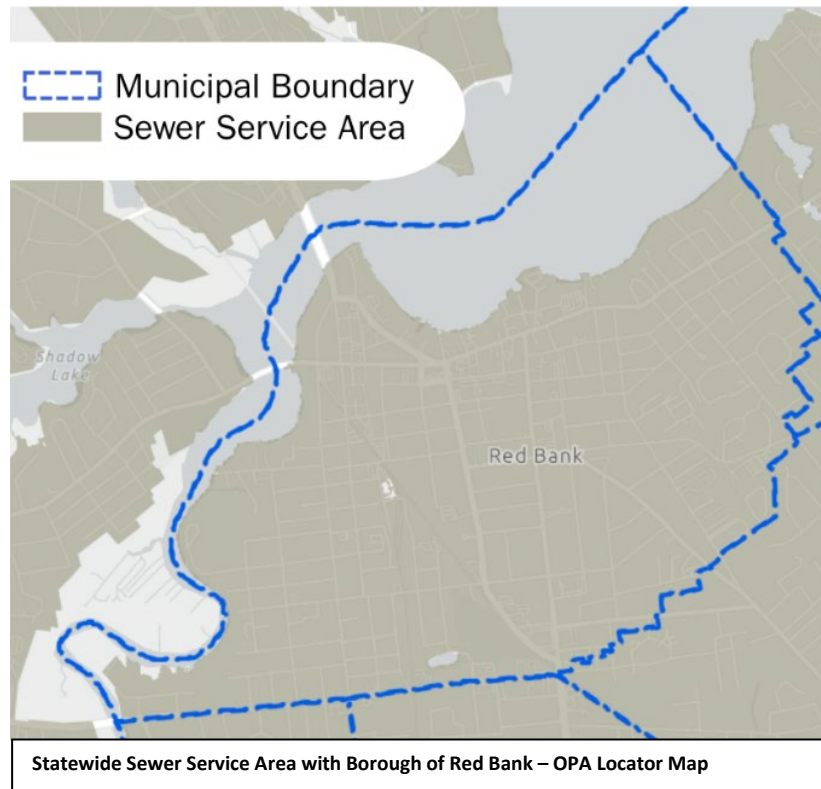 Municipal Boundary
Sewer Service Area
Shadow
Lake
Red Bank
Statewide Sewer Service Area with Borough of Red Bank – OPA Locator Map